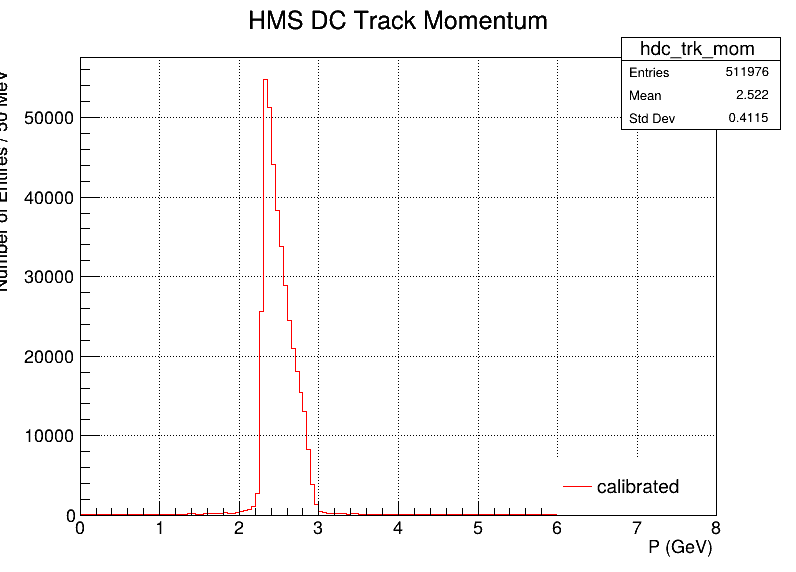 HMS DC Track Momentum
hdc_trk_mom
Entries 511976
Mean 2.522
Std Dev 0.4115
Number of Entires / 50 MeV
50000
40000
30000
20000
10000
0
calibrated
0 1 2 3 4 5 6 7 8
P (GeV)